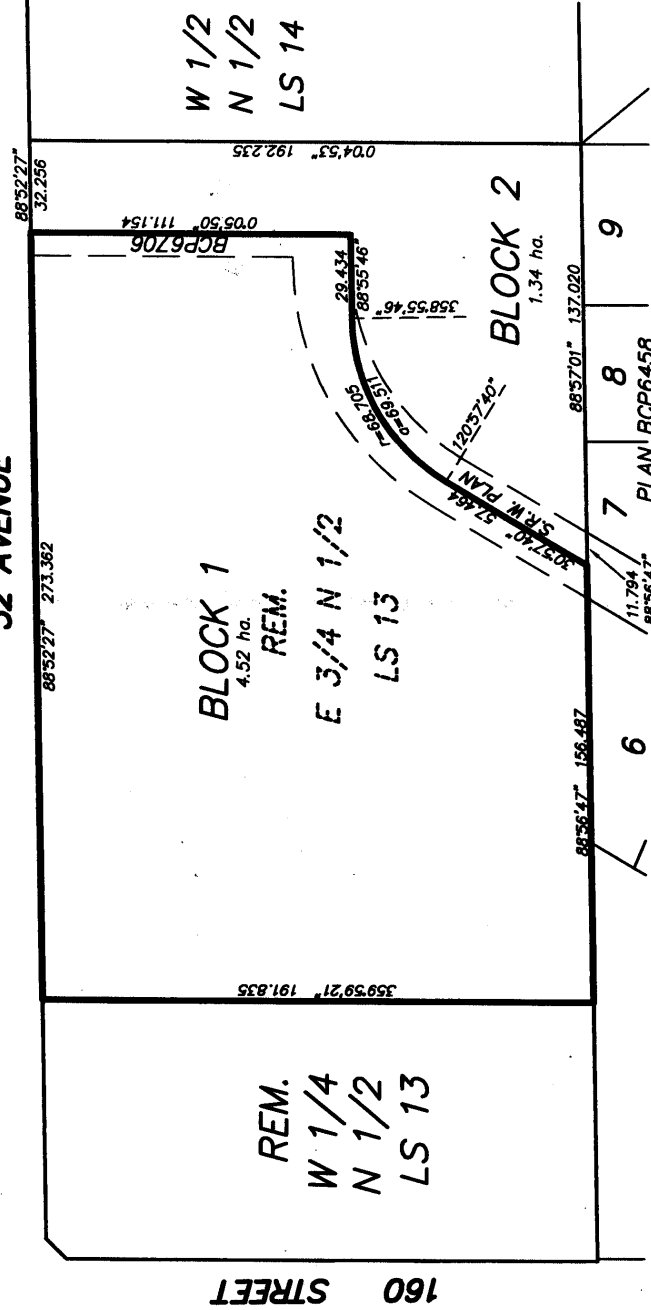 AVENUE
88°52'27" 273.362
88°52'27"
32.256
160 STREET
REM.
W 1/4
N 1/2
LS 13
359°59'21" 191.835
BLOCK 1
4.52 ha.
REM.
E 3/4 N 1/2
LS 13
BCP6706
0°05'50" 111.154
29.434
88°55'46"
358°55'46"
r=68.705
a=69.511
120°57'40"
57.464
30°57'40"
S.R.W. PLAN
BLOCK 2
1.34 ha.
0°04'53" 192.235
W 1/2
N 1/2
LS 14
88°56'47" 156.487
11.794
88°56'47"
88°57'01" 137.020
6
7
8
9
PLAN BCP6458